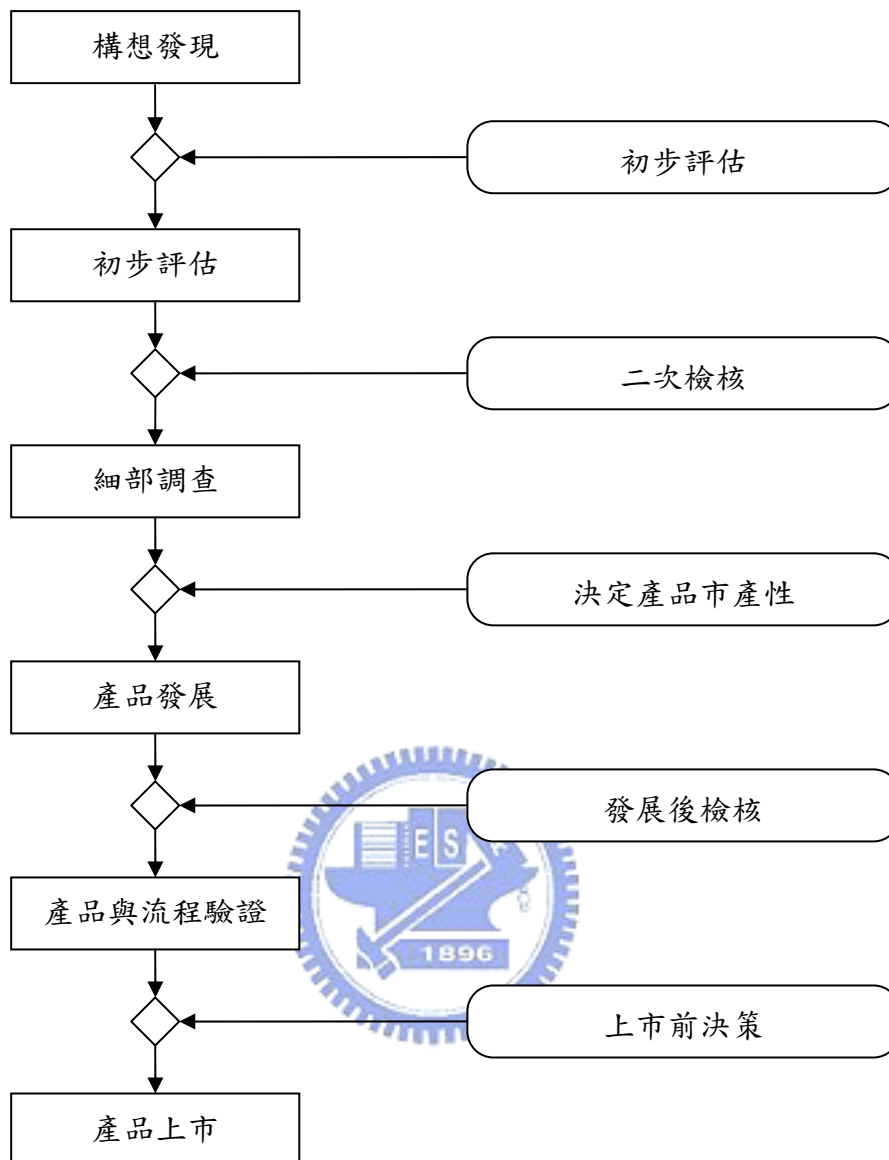 構想發現
初步評估
初步評估
二次檢核
細部調查
決定產品市產性
產品發展
發展後檢核
ES
產品與流程驗證
1896
上市前決策
產品上市